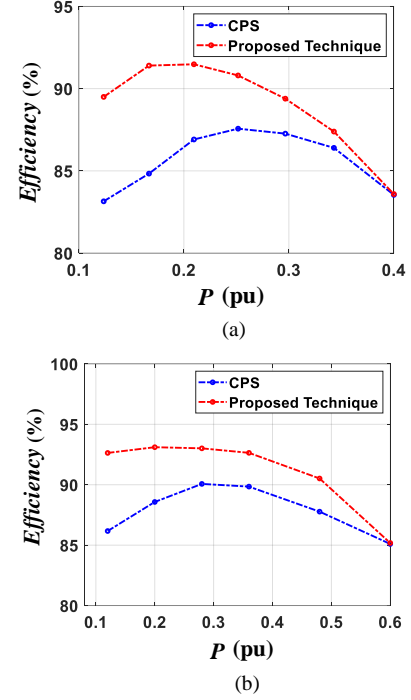 95
90
85
80
Efficiency (%)
CPS
Proposed Technique
0.1 0.2 0.3 0.4
P (pu)
(a)
100
95
90
85
80
Efficiency (%)
CPS
Proposed Technique
0.1 0.2 0.3 0.4 0.5 0.6
P (pu)
(b)